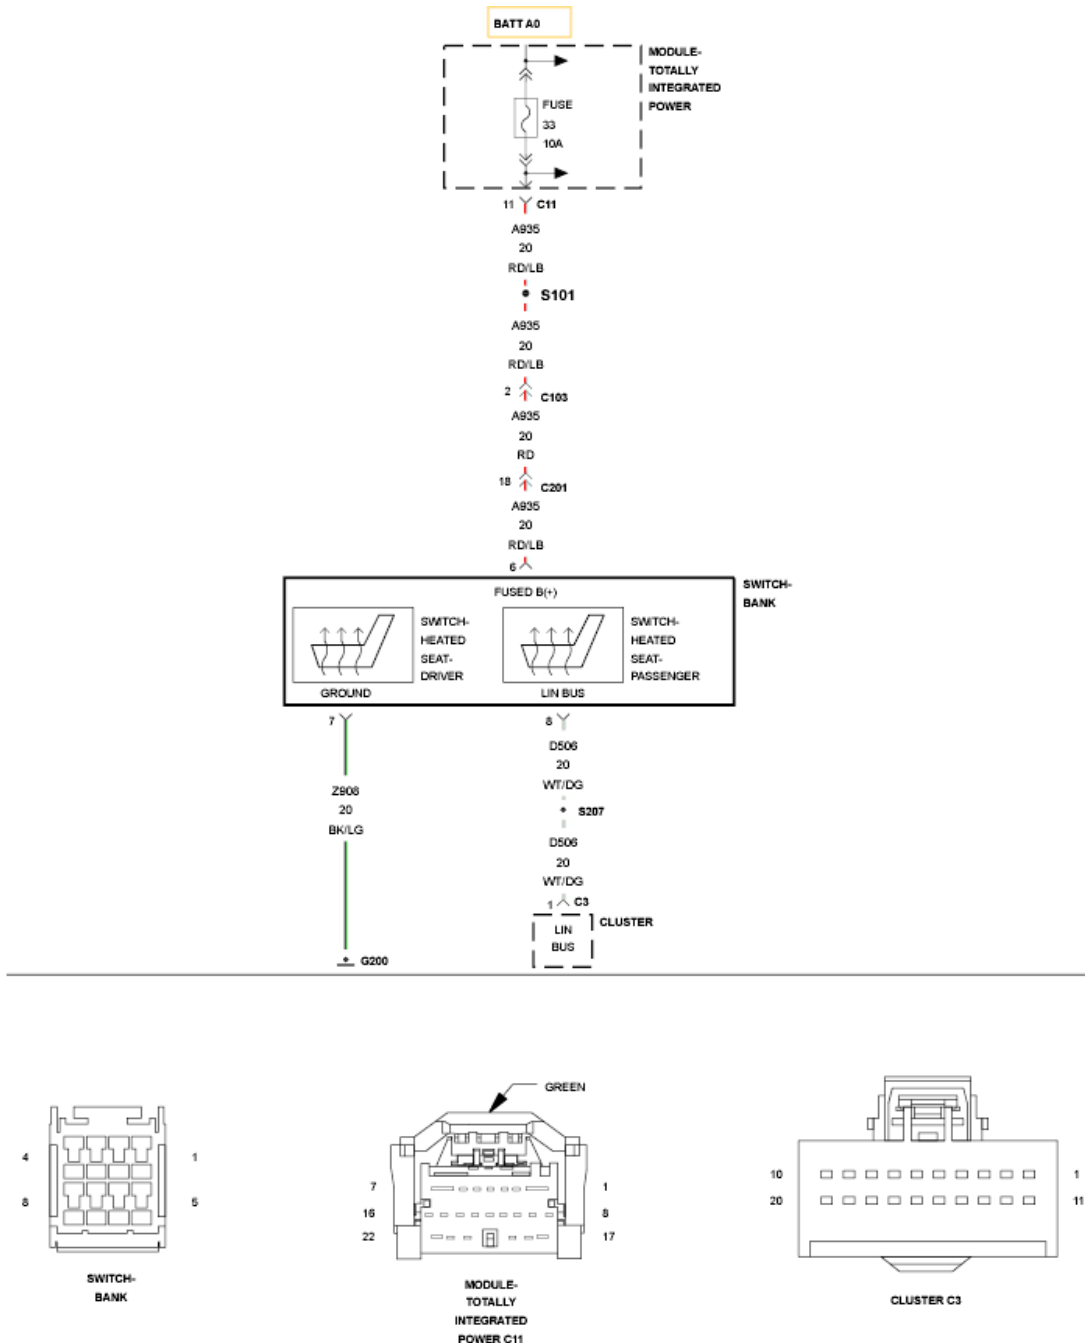 BATT A0
MODULE-
TOTALLY
INTEGRATED
POWER
FUSE
33
10A
11 C11
A935
20
RD/LB
S101
A935
20
RD/LB
2 C103
A935
20
RD
18 C201
A935
20
RD/LB
6
FUSED B(+)
SWITCH-
BANK
SWITCH-
HEATED
SEAT-
DRIVER
SWITCH-
HEATED
SEAT-
PASSENGER
GROUND
LIN BUS
7
8
Z908
20
BK/LG
G200
D506
20
WT/DG
S207
D506
20
WT/DG
1 C3
CLUSTER
LIN
BUS
4 1
8 5
SWITCH-
BANK
GREEN
7 1
16 8
22 17
MODULE-
TOTALLY
INTEGRATED
POWER C11
10 1
20 11
CLUSTER C3